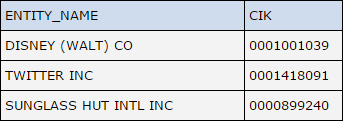 ENTITY_NAME CIK
DISNEY (WALT) CO 0001001039
TWITTER INC 0001418091
SUNGLASS HUT INTL INC 0000899240